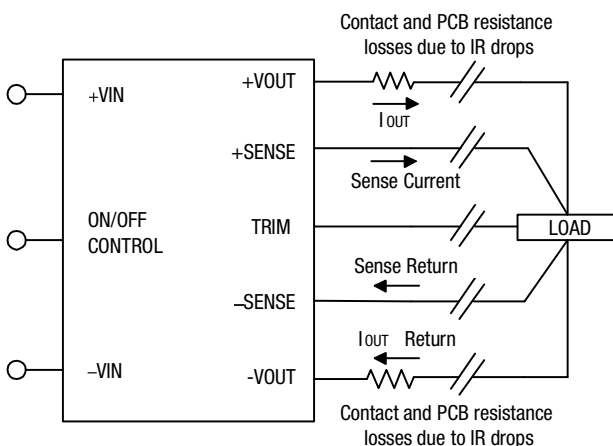 Contact and PCB resistance
losses due to IR drops
+VOUT
+VIN
IOUT
+SENSE
Sense Current
ON/OFF
CONTROL
TRIM
LOAD
Sense Return
–SENSE
IOUT Return
–VIN
-VOUT
Contact and PCB resistance
losses due to IR drops